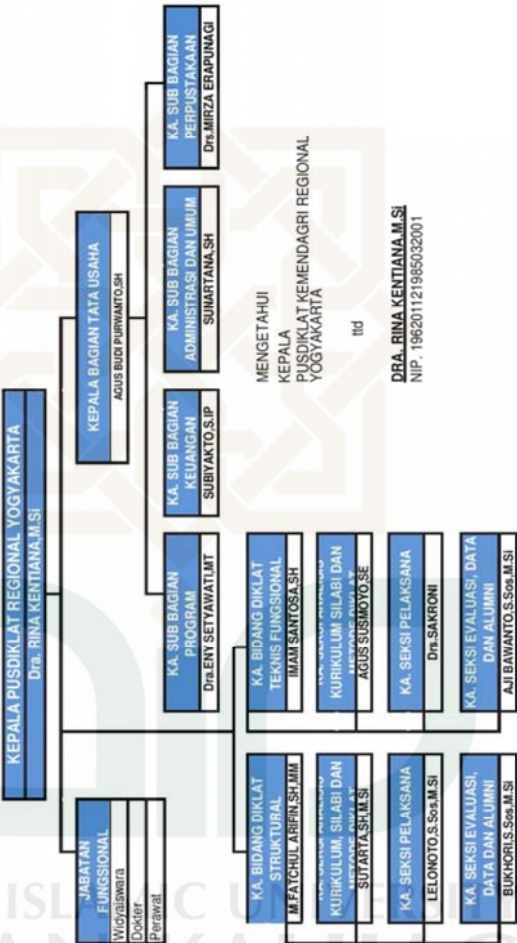 KEPALA PUSDIKLAT REGIONAL YOGYAKARTA
Dra. RINA KENTIANA,M.Si
JABATAN
FUNGSIONAL
Widyaiswara
Dokter
Perawat
KEPALA BAGIAN TATA USAHA
AGUS BUDI PURWANTO,SH
KA. SUB BAGIAN
PROGRAM
Dra.ENY SETYAWATI,MT
KA. SUB BAGIAN
KEUANGAN
SUBIYAKTO,S.IP
KA. SUB BAGIAN
ADMINISTRASI DAN UMUM
SUNARTANA,SH
KA. SUB BAGIAN
PERPUSTAKAAN
Drs.MIRZA ERAPUNAGI
KA. BIDANG DIKLAT
STRUKTURAL
M.FATCHUL ARIFIN,SH,MM
KURIKULUM, SILABI DAN
SUTARTA,SH,M.Si
KA. SEKSI PELAKSANA
LELONOTO,S.Sos,M.Si
KA. SEKSI EVALUASI,
DATA DAN ALUMNI
BUKHORI,S.Sos,M.Si
KA. BIDANG DIKLAT
TEKNIS FUNGSIONAL
IMAM SANTOSA,SH
KURIKULUM SILABI DAN
AGUS SUSMOYO,SE
KA. SEKSI PELAKSANA
Drs.SAKRONI
KA. SEKSI EVALUASI, DATA
DAN ALUMNI
AJI BAWANTO,S.Sos,M.Si
MENGETAHUI
KEPALA
PUSDIKLAT KEMENDAGRI REGIONAL
YOGYAKARTA
ttd
DRA. RINA KENTIANA,M.Si
NIP. 196201121985032001